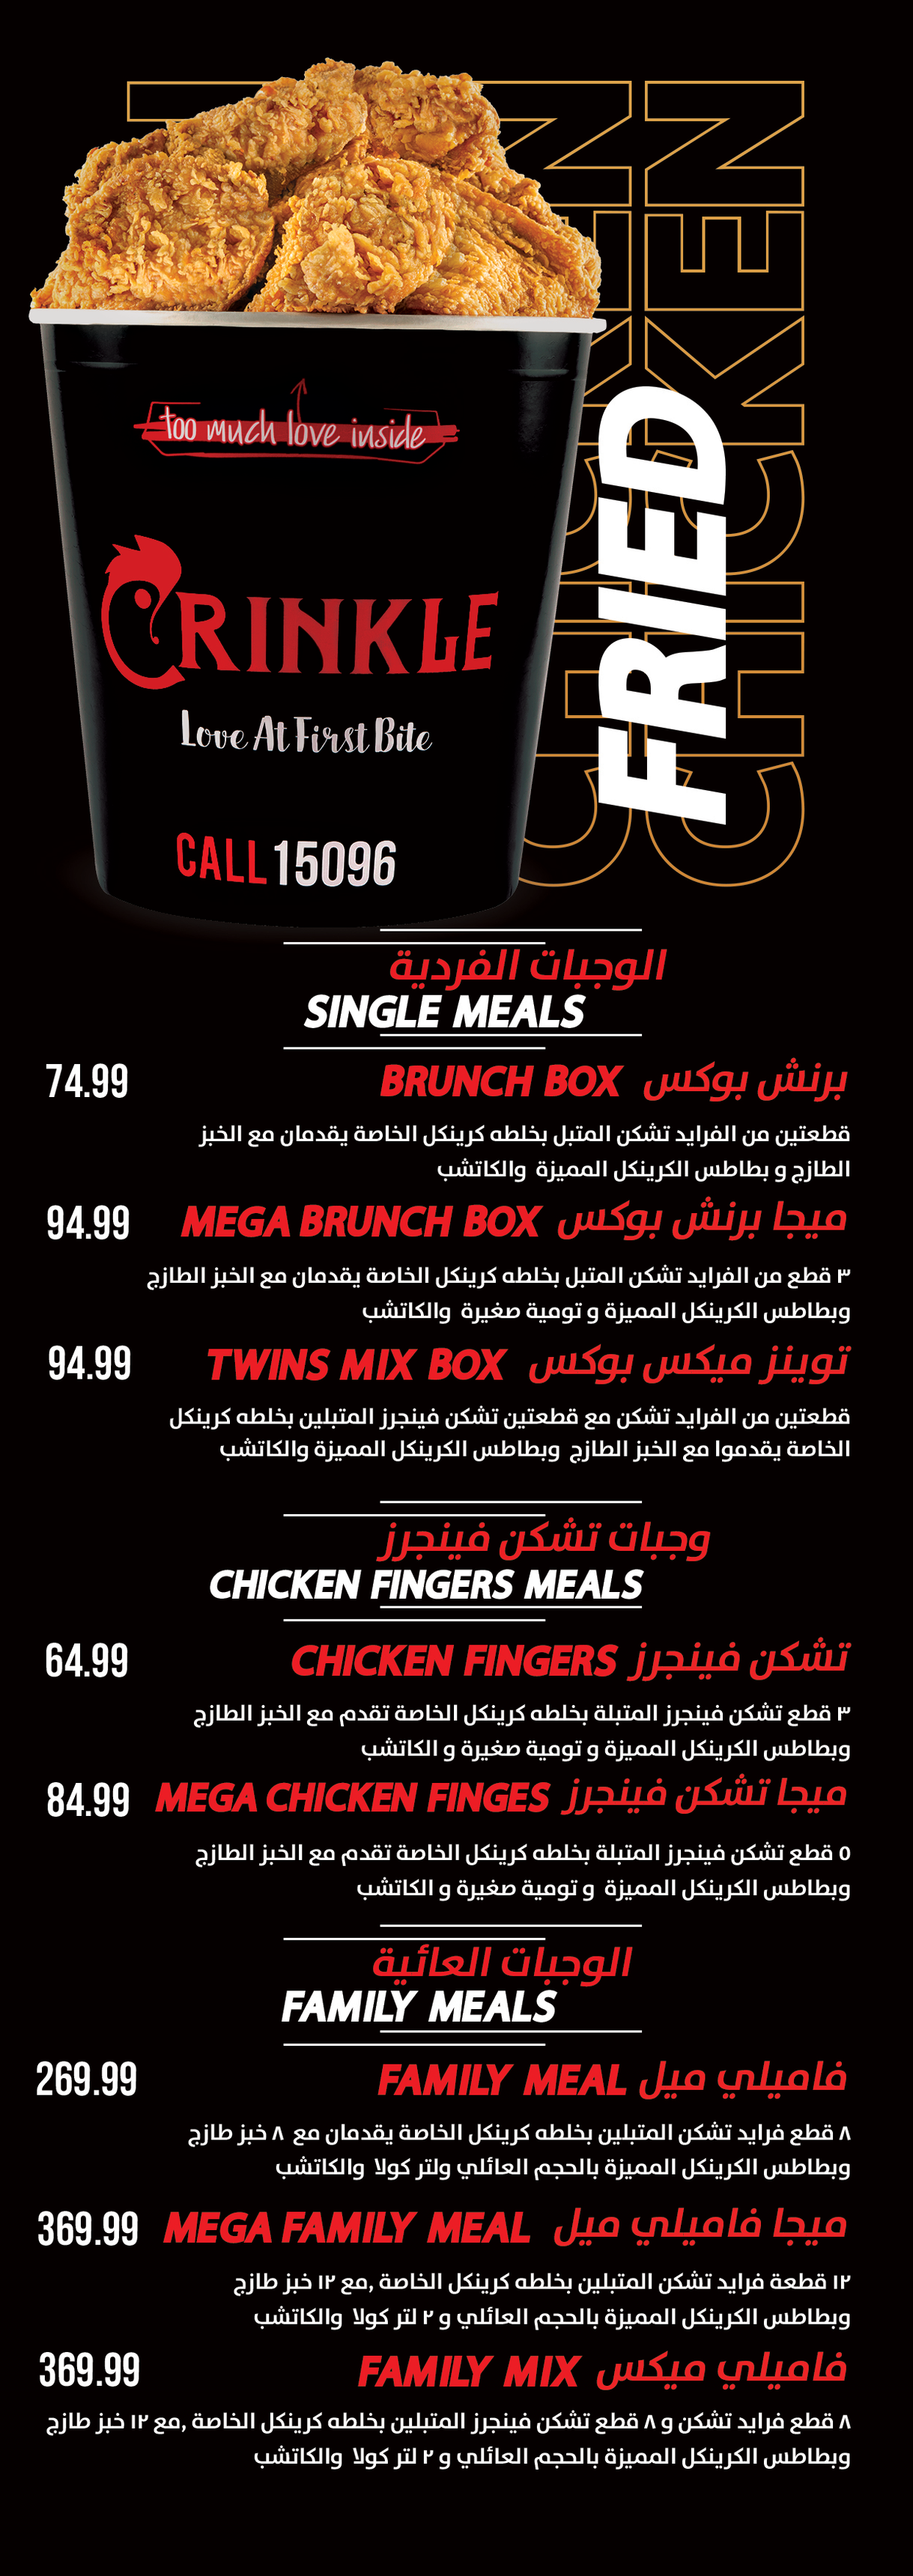 CHICKEN
FRIED
too much love inside
CRINKLE
Love At First Bite
CALL 15096
الوجبات الفردية
SINGLE MEALS
برنش بوكس BRUNCH BOX 74.99
قطعتين من الفرايد تشكن المتبل بخلطه كرينكل الخاصة يقدمان مع الخبز
الطازج و بطاطس الكرينكل المميزة والكاتشب
ميجا برنش بوكس MEGA BRUNCH BOX 94.99
٣ قطع من الفرايد تشكن المتبل بخلطه كرينكل الخاصة يقدمان مع الخبز الطازج
وبطاطس الكرينكل المميزة و تومية صغيرة والكاتشب
توينز ميكس بوكس TWINS MIX BOX 94.99
قطعتين من الفرايد تشكن مع قطعتين تشكن فينجرز المتبلين بخلطه كرينكل
الخاصة يقدموا مع الخبز الطازج وبطاطس الكرينكل المميزة والكاتشب
وجبات تشكن فينجرز
CHICKEN FINGERS MEALS
تشكن فينجرز CHICKEN FINGERS 64.99
٣ قطع تشكن فينجرز المتبلة بخلطه كرينكل الخاصة تقدم مع الخبز الطازج
وبطاطس الكرينكل المميزة و تومية صغيرة و الكاتشب
ميجا تشكن فينجرز MEGA CHICKEN FINGES 84.99
٥ قطع تشكن فينجرز المتبلة بخلطه كرينكل الخاصة تقدم مع الخبز الطازج
وبطاطس الكرينكل المميزة و تومية صغيرة و الكاتشب
الوجبات العائية
FAMILY MEALS
فاميلي ميل FAMILY MEAL 269.99
٨ قطع فرايد تشكن المتبلين بخلطه كرينكل الخاصة يقدمان مع ٨ خبز طازج
وبطاطس الكرينكل المميزة بالحجم العائلي ولتر كولا والكاتشب
ميجا فاميلي ميل MEGA FAMILY MEAL 369.99
١٢ قطعة فرايد تشكن المتبلين بخلطه كرينكل الخاصة ,مع ١٢ خبز طازج
وبطاطس الكرينكل المميزة بالحجم العائلي و ٢ لتر كولا والكاتشب
فاميلي ميكس FAMILY MIX 369.99
٨ قطع فرايد تشكن و ٨ قطع تشكن فينجرز المتبلين بخلطه كرينكل الخاصة ,مع ١٢ خبز طازج
وبطاطس الكرينكل المميزة بالحجم العائلي و ٢ لتر كولا والكاتشب